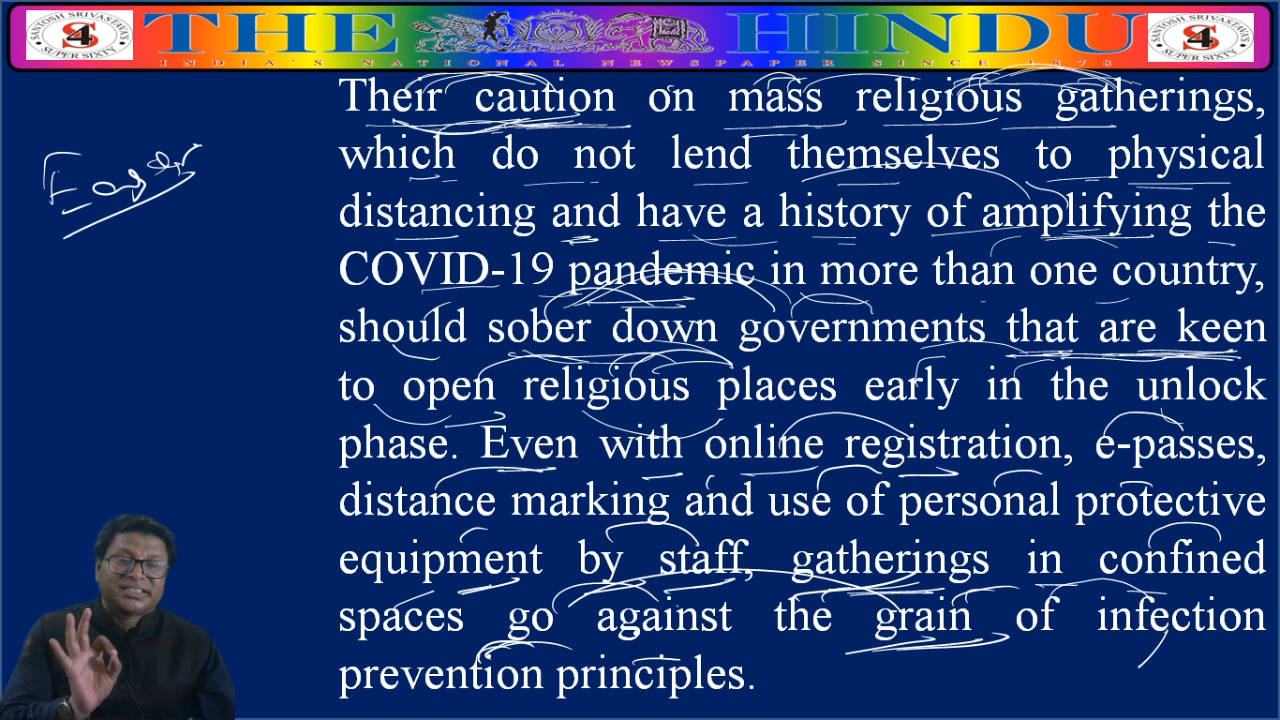 SANTOSH SRIVASTAVA'S
S4
SUPER SIXTY
THE HINDU
INDIA'S NATIONAL NEWSPAPER SINCE 1878
SANTOSH SRIVASTAVA'S
S4
SUPER SIXTY
Their caution on mass religious gatherings,
which do not lend themselves to physical
distancing and have a history of amplifying the
COVID-19 pandemic in more than one country,
should sober down governments that are keen
to open religious places early in the unlock
phase. Even with online registration, e-passes,
distance marking and use of personal protective
equipment by staff, gatherings in confined
spaces go against the grain of infection
prevention principles.